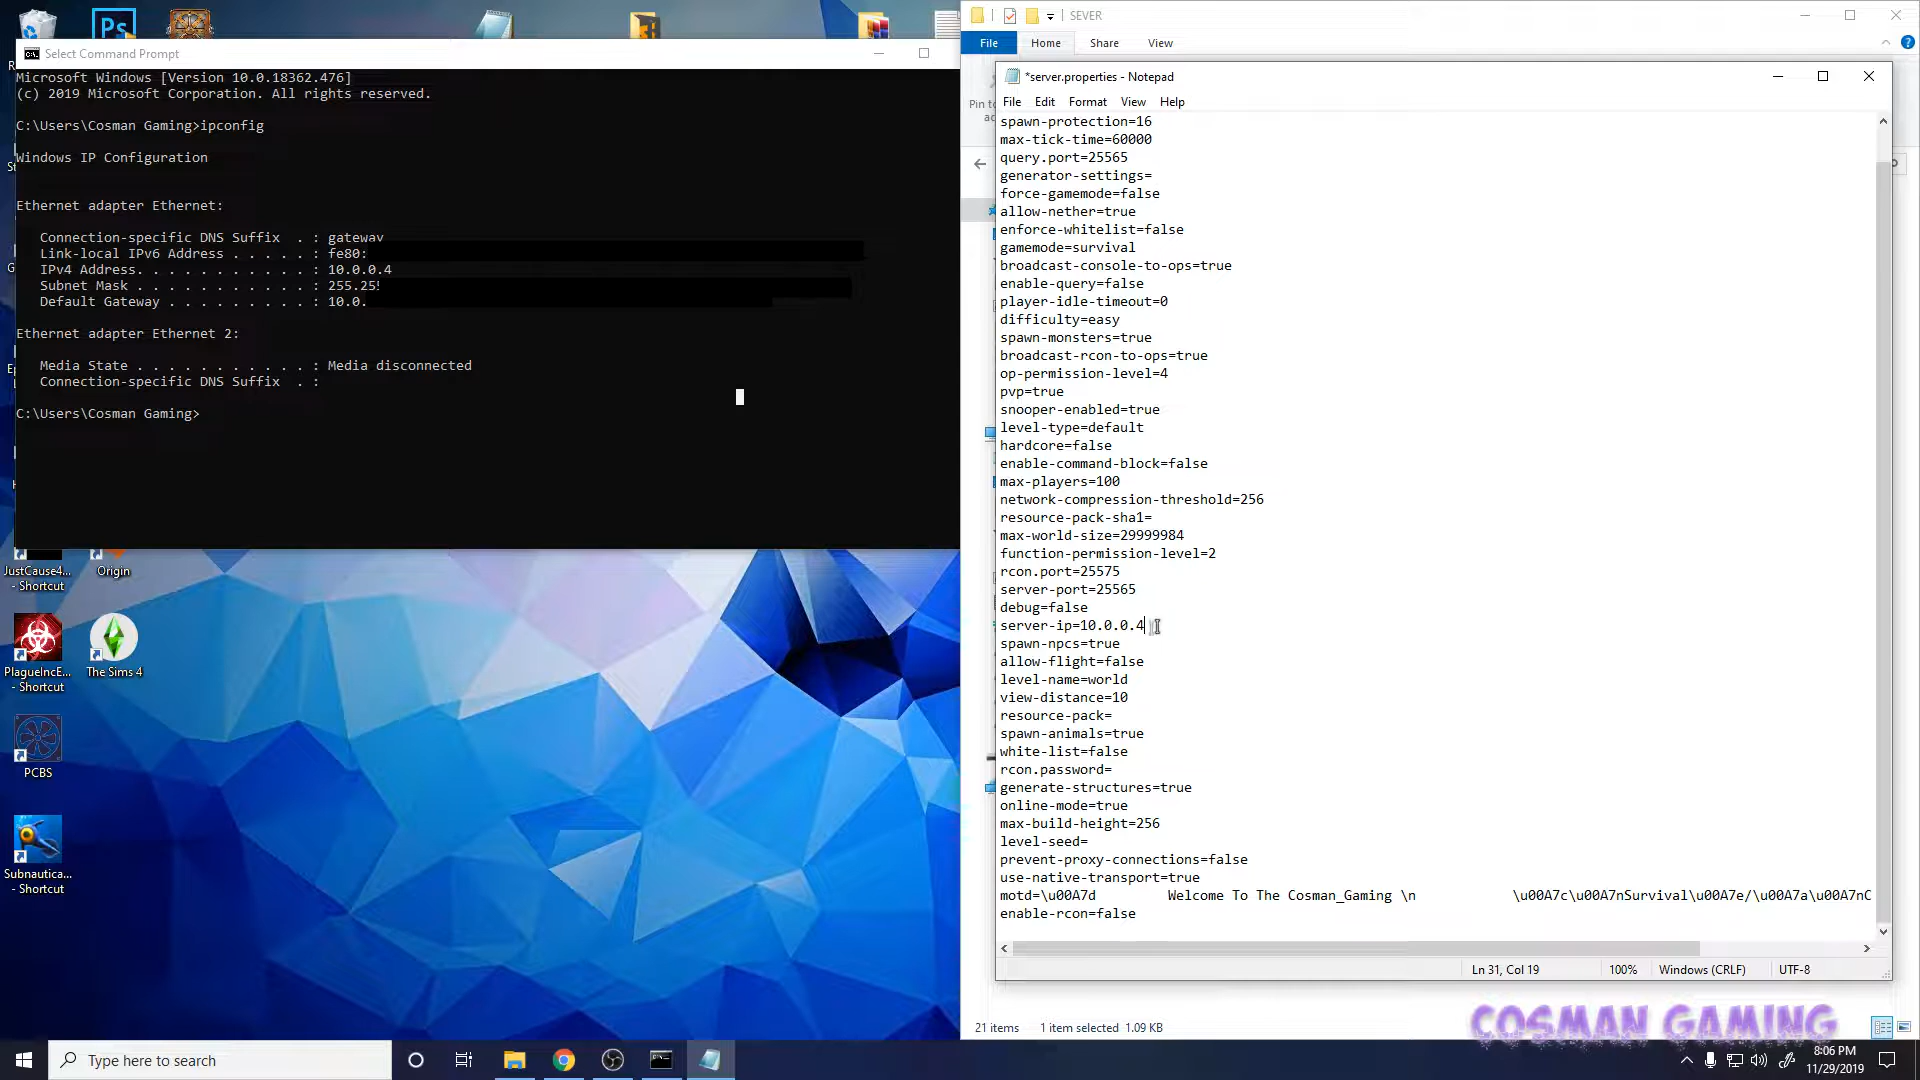 Select Command Prompt
Microsoft Windows [Version 10.0.18362.476]
(c) 2019 Microsoft Corporation. All rights reserved.
C:\Users\Cosman Gaming>ipconfig
Windows IP Configuration
Ethernet adapter Ethernet:
Connection-specific DNS Suffix . : gateway
Link-local IPv6 Address . . . . . : fe80:
IPv4 Address. . . . . . . . . . . : 10.0.0.4
Subnet Mask . . . . . . . . . . . : 255.25
Default Gateway . . . . . . . . . : 10.0.
Ethernet adapter Ethernet 2:
Media State . . . . . . . . . . . : Media disconnected
Connection-specific DNS Suffix . :
C:\Users\Cosman Gaming>
JustCause4... - Shortcut
Origin
PlagueIncE... - Shortcut
The Sims 4
PCBS
Subnautica... - Shortcut
SEVER
File Home Share View
Pin to
*server.properties - Notepad
File Edit Format View Help
spawn-protection=16
max-tick-time=60000
query.port=25565
generator-settings=
force-gamemode=false
allow-nether=true
enforce-whitelist=false
gamemode=survival
broadcast-console-to-ops=true
enable-query=false
player-idle-timeout=0
difficulty=easy
spawn-monsters=true
broadcast-rcon-to-ops=true
op-permission-level=4
pvp=true
snooper-enabled=true
level-type=default
hardcore=false
enable-command-block=false
max-players=100
network-compression-threshold=256
resource-pack-sha1=
max-world-size=29999984
function-permission-level=2
rcon.port=25575
server-port=25565
debug=false
server-ip=10.0.0.4
spawn-npcs=true
allow-flight=false
level-name=world
view-distance=10
resource-pack=
spawn-animals=true
white-list=false
rcon.password=
generate-structures=true
online-mode=true
max-build-height=256
level-seed=
prevent-proxy-connections=false
use-native-transport=true
motd=\u00A7d Welcome To The Cosman_Gaming \n \u00A7c\u00A7nSurvival\u00A7e/\u00A7a\u00A7nC
enable-rcon=false
Ln 31, Col 19 100% Windows (CRLF) UTF-8
21 items 1 item selected 1.09 KB
COSMAN GAMING
Type here to search
8:06 PM
11/29/2019